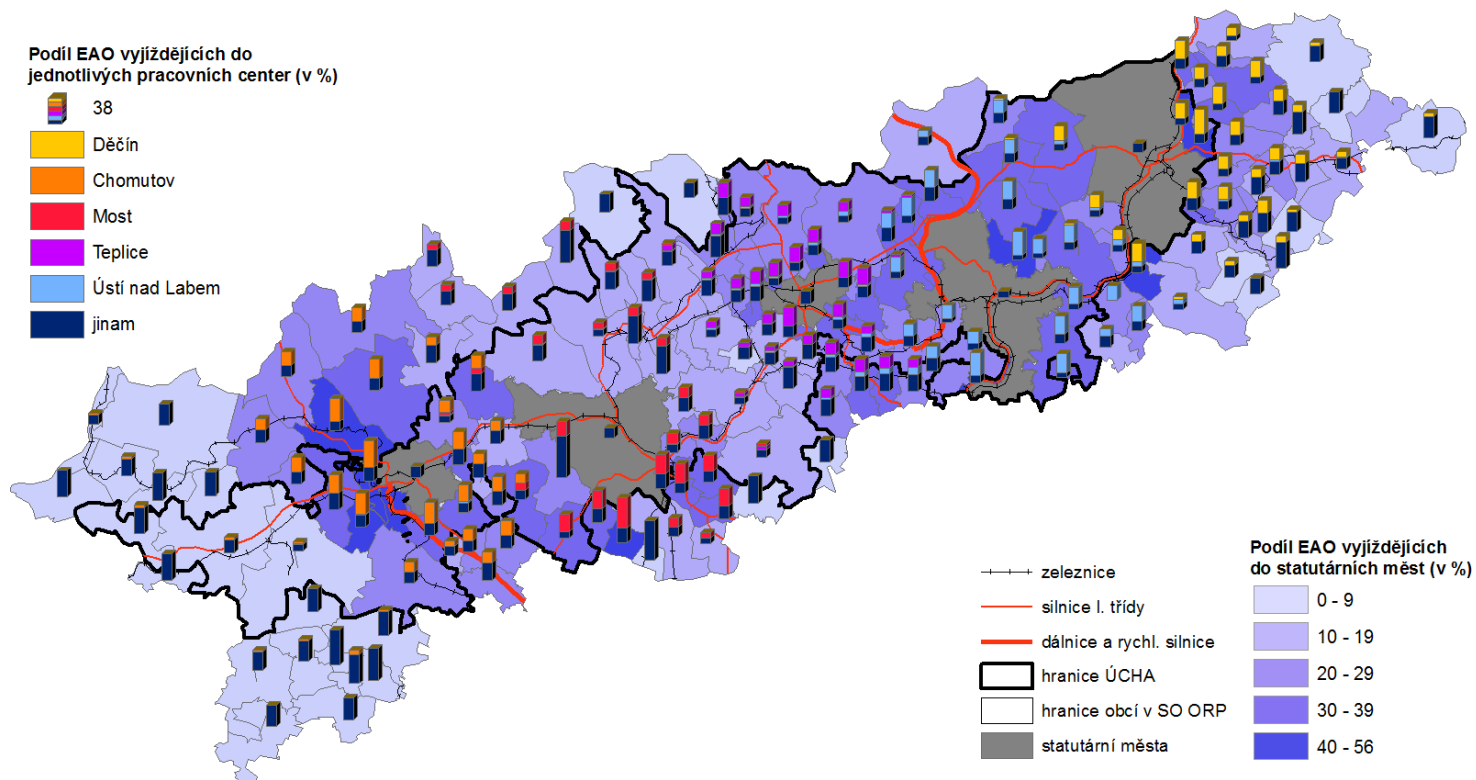 Podíl EAO vyjíždějících do
jednotlivých pracovních center (v %)
38
Děčín
Chomutov
Most
Teplice
Ústí nad Labem
jinam
zeleznice
silnice I. třídy
dálnice a rychl. silnice
hranice ÚCHA
hranice obcí v SO ORP
statutární města
Podíl EAO vyjíždějících
do statutárních měst (v %)
0 - 9
10 - 19
20 - 29
30 - 39
40 - 56